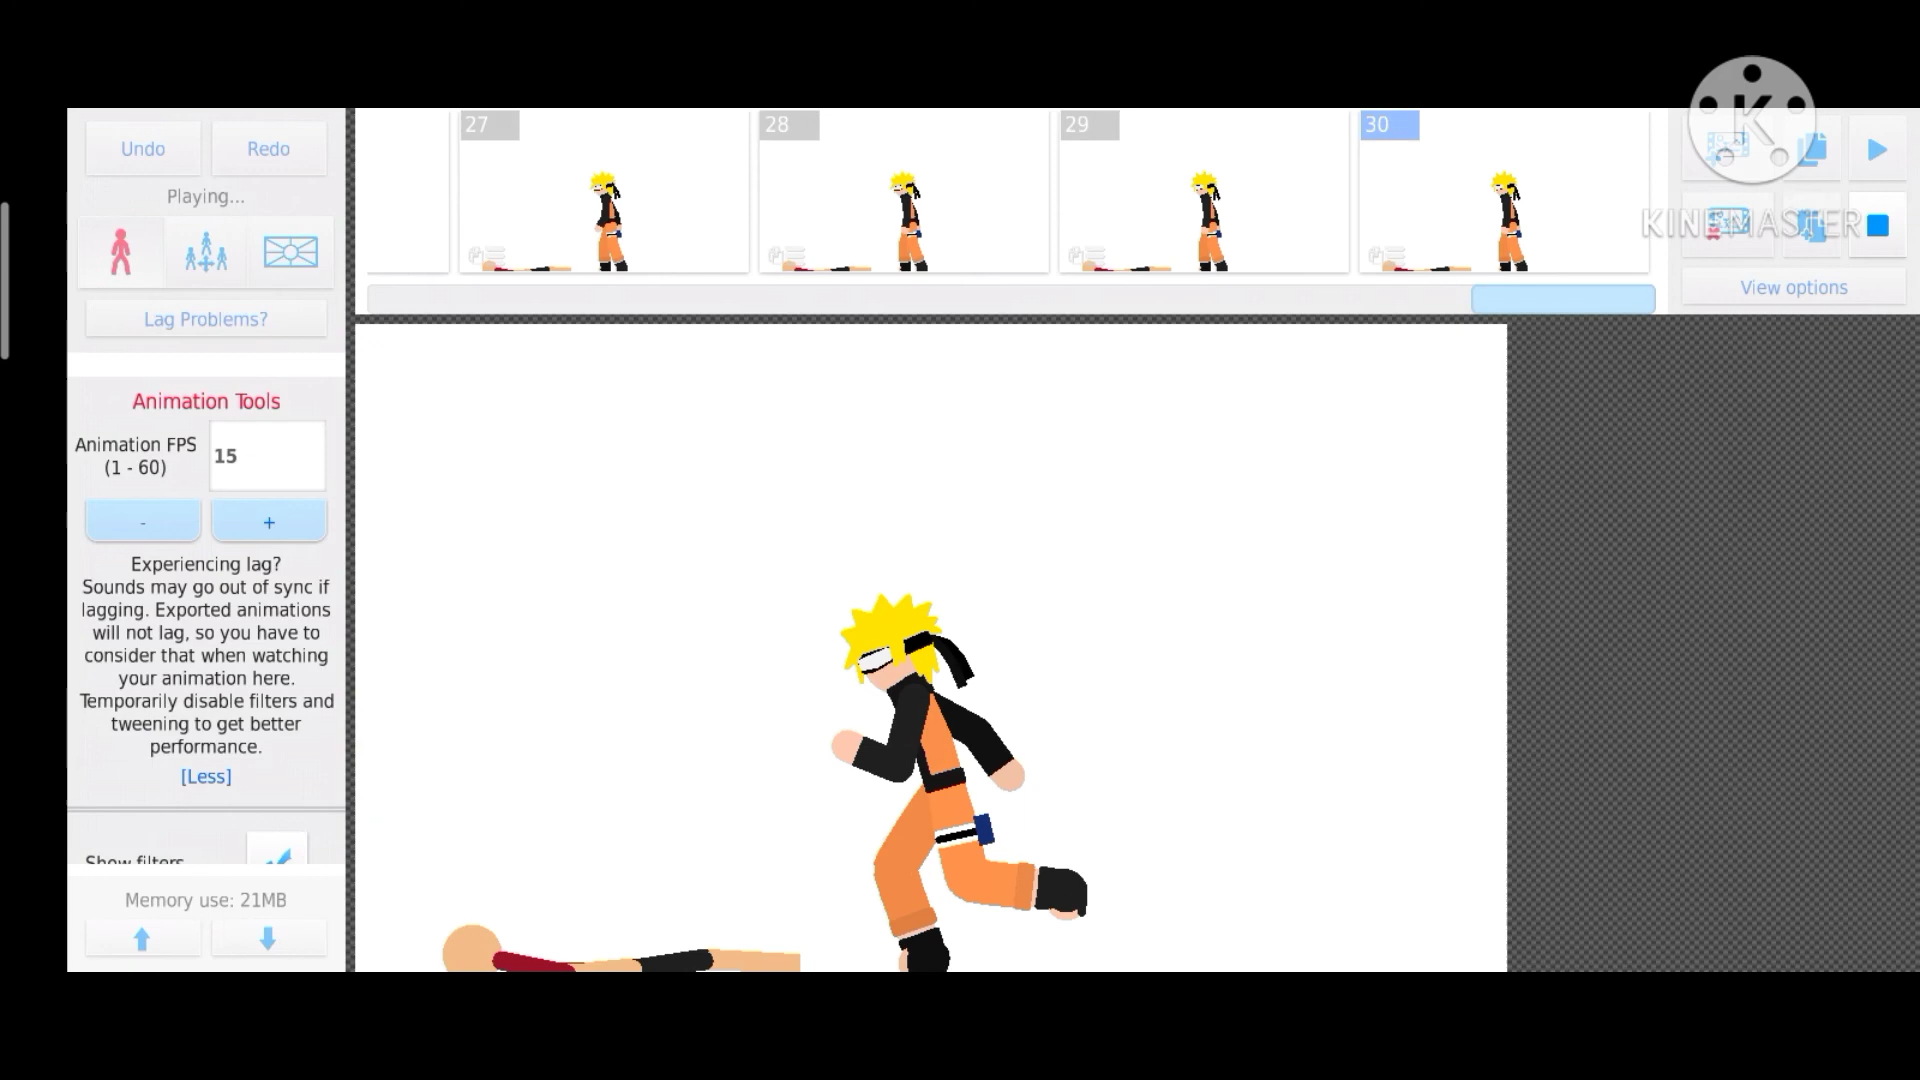 Undo
Redo
Playing...
Lag Problems?
Animation Tools
Animation FPS
(1 - 60)
15
-
+
Experiencing lag?
Sounds may go out of sync if
lagging. Exported animations
will not lag, so you have to
consider that when watching
your animation here.
Temporarily disable filters and
tweening to get better
performance.
[Less]
Show filters
Memory use: 21MB
27
28
29
30
K
KINEMASTER
View options